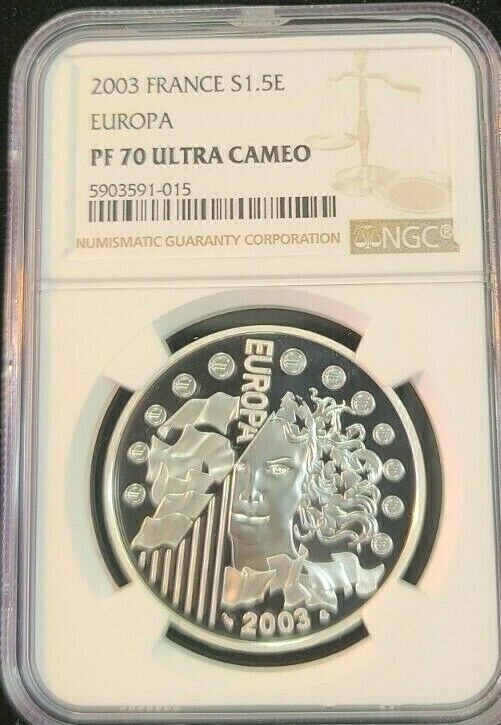 2003 FRANCE S1.5E
EUROPA
PF 70 ULTRA CAMEO
5903591-015
NUMISMATIC GUARANTY CORPORATION
NGC®
EUROPA
2003